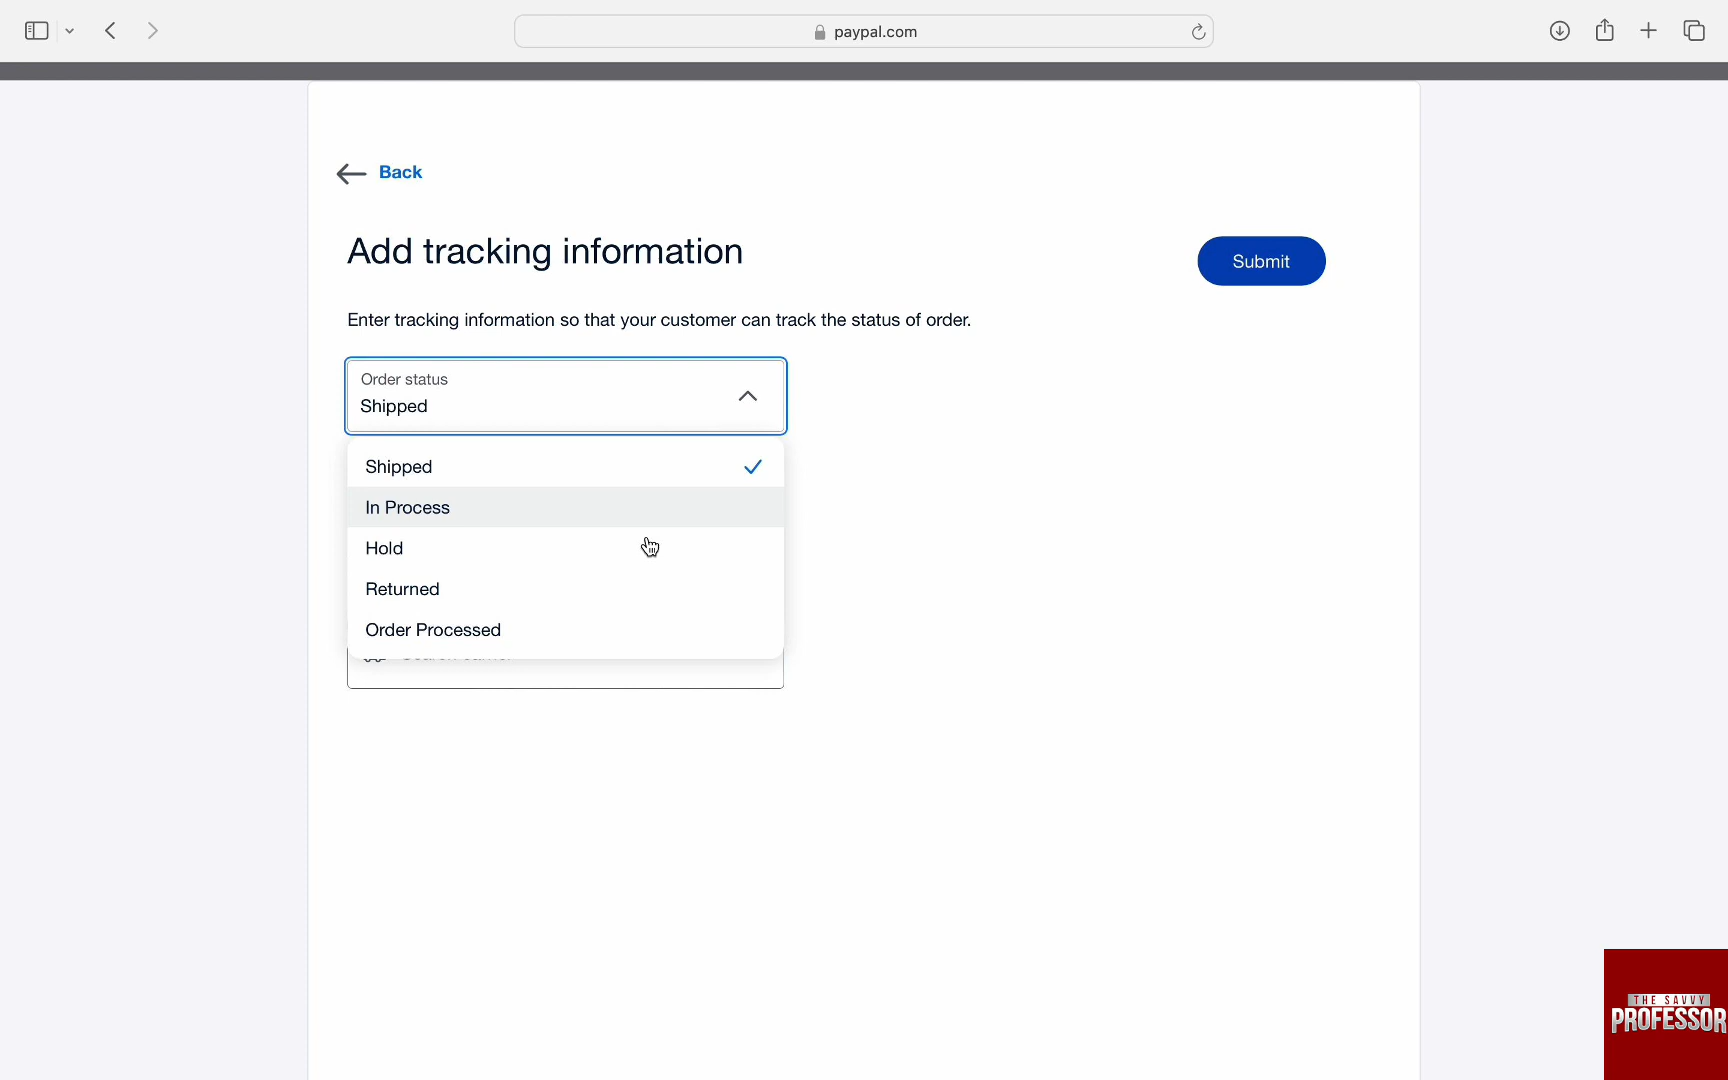 paypal.com
Back
Add tracking information
Submit
Enter tracking information so that your customer can track the status of order.
Order status
Shipped
Shipped
In Process
Hold
Returned
Order Processed
THE SAVVY
PROFESSOR